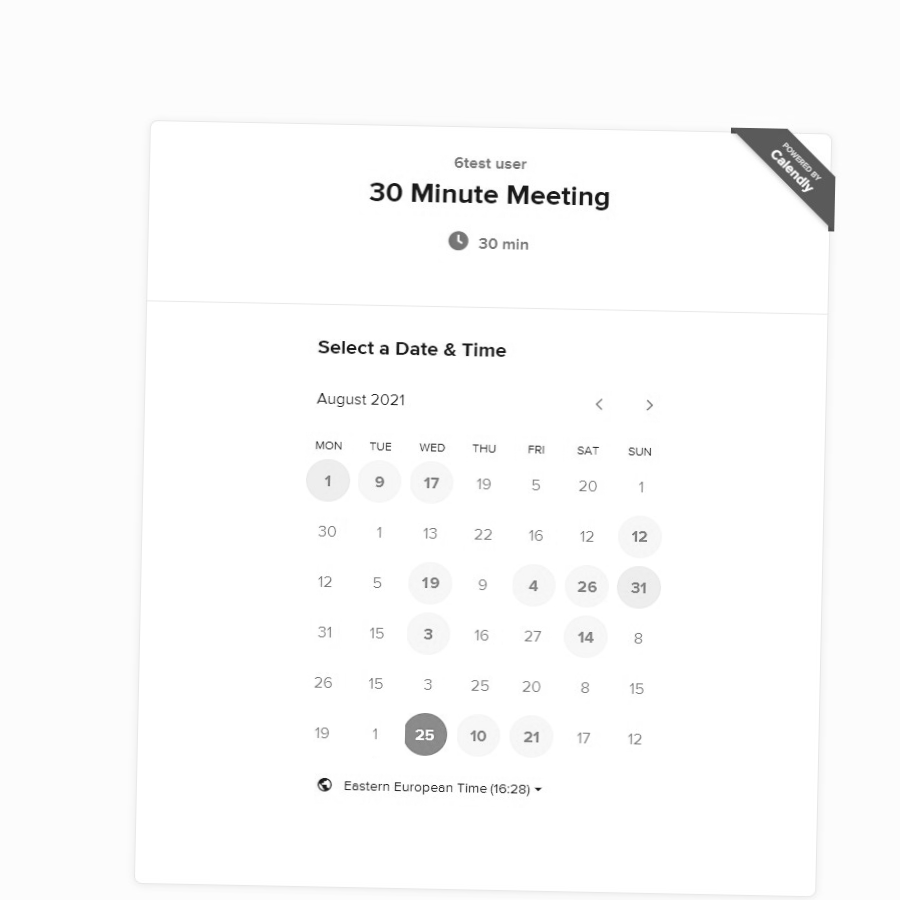 POWERED BY
Calendly
6test user
30 Minute Meeting
30 min
Select a Date & Time
August 2021
MON TUE WED THU FRI SAT SUN
1 9 17 19 5 20 1
30 1 13 22 16 12 12
12 5 19 9 4 26 31
31 15 3 16 27 14 8
26 15 3 25 20 8 15
19 1 25 10 21 17 12
Eastern European Time (16:28)